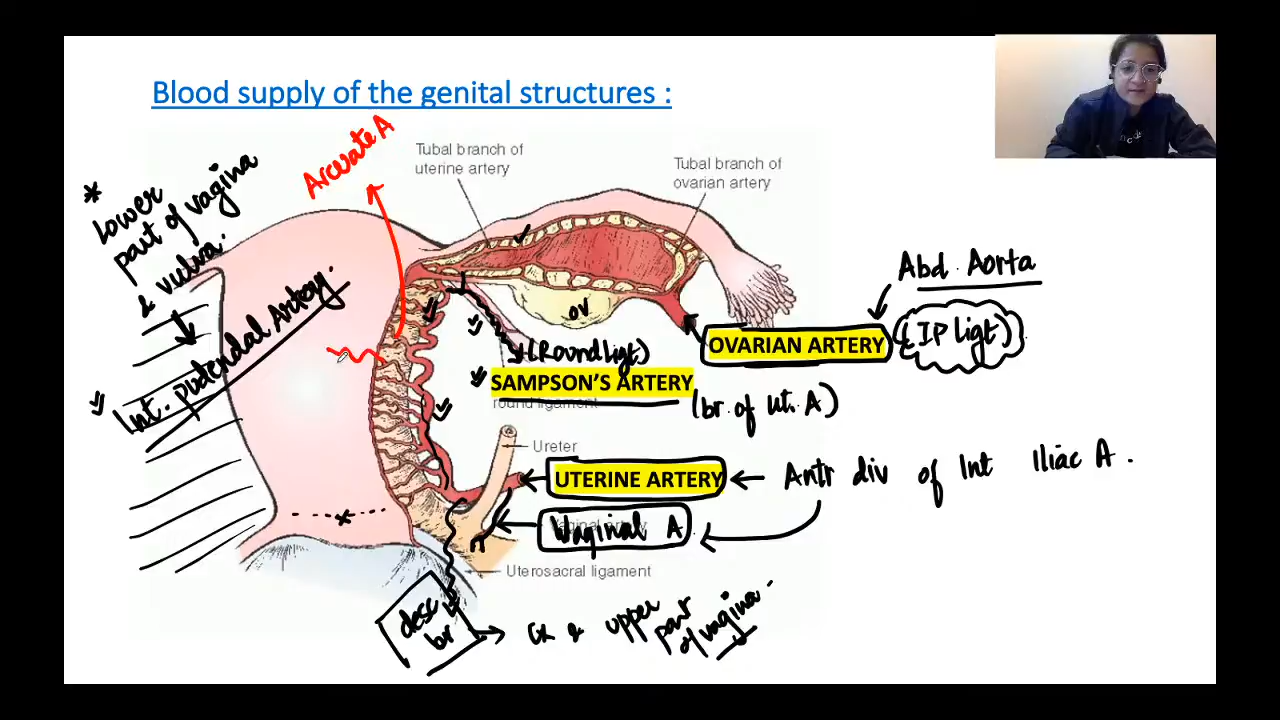 Blood supply of the genital structures :
Arcuate A
Tubal branch of
uterine artery
Tubal branch of
ovarian artery
*
Lower
part of vagina
& vulva.
Int. pudendal Artery.
Abd. Aorta
OV
OVARIAN ARTERY
(IP ligt)
(Round ligt)
SAMPSON'S ARTERY
round ligament
(br. of Ut. A)
Ureter
UTERINE ARTERY
Antr div of Int Iliac A.
Vaginal A
Uterosacral ligament
desc
br
Cx & upper
part
of vagina.